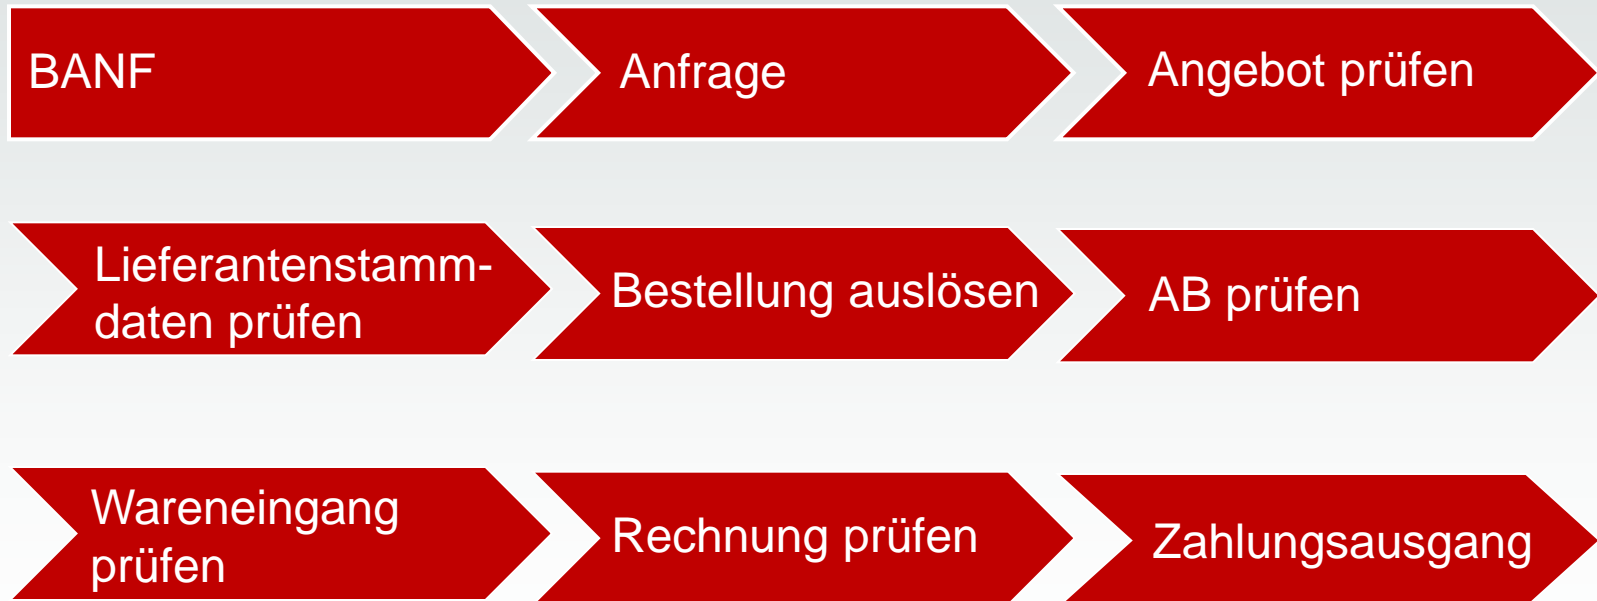 BANF
Anfrage
Angebot prüfen
Lieferantenstamm-
daten prüfen
Bestellung auslösen
AB prüfen
Wareneingang
prüfen
Rechnung prüfen
Zahlungsausgang